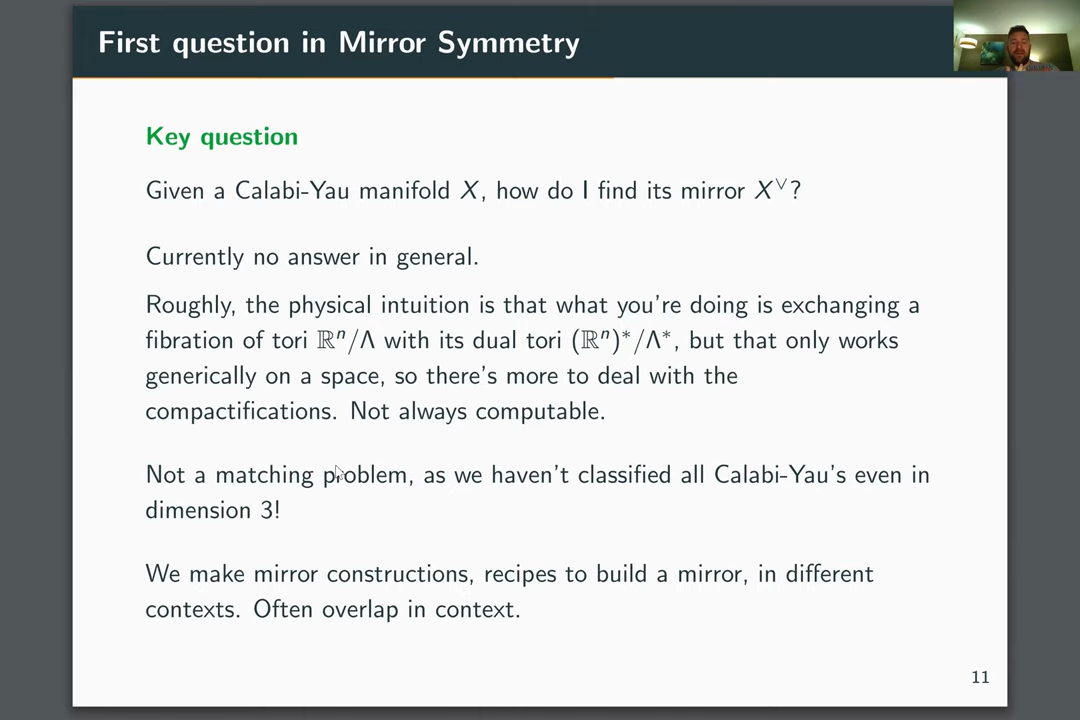 First question in Mirror Symmetry
Key question
Given a Calabi-Yau manifold X, how do I find its mirror X^∨?
Currently no answer in general.
Roughly, the physical intuition is that what you're doing is exchanging a
fibration of tori ℝⁿ/Λ with its dual tori (ℝⁿ)*/Λ*, but that only works
generically on a space, so there's more to deal with the
compactifications. Not always computable.
Not a matching problem, as we haven't classified all Calabi-Yau's even in
dimension 3!
We make mirror constructions, recipes to build a mirror, in different
contexts. Often overlap in context.
11